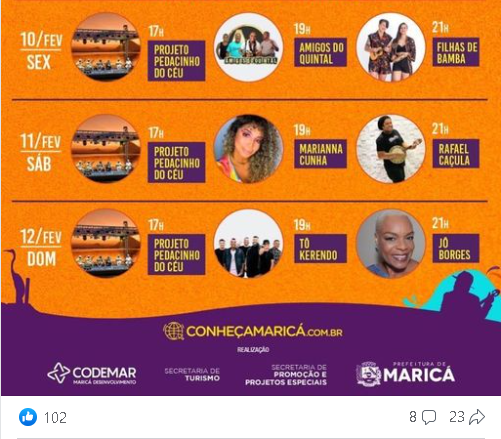 10/FEV
SEX
17H
PROJETO
PEDACINHO
DO CÉU
AMIGOS QUINTAL
19H
AMIGOS DO
QUINTAL
21H
FILHAS DE
BAMBA
11/FEV
SÁB
17H
PROJETO
PEDACINHO
DO CÉU
19H
MARIANNA
CUNHA
21H
RAFAEL
CAÇULA
12/FEV
DOM
17H
PROJETO
PEDACINHO
DO CÉU
19H
TÔ
KERENDO
21H
JÔ
BORGES
CONHEÇAMARICÁ.COM.BR
REALIZAÇÃO
CODEMAR
MARICÁ DESENVOLVIMENTO
SECRETARIA DE
TURISMO
SECRETARIA DE
PROMOÇÃO E
PROJETOS ESPECIAIS
PREFEITURA DE
MARICÁ
102
8
23